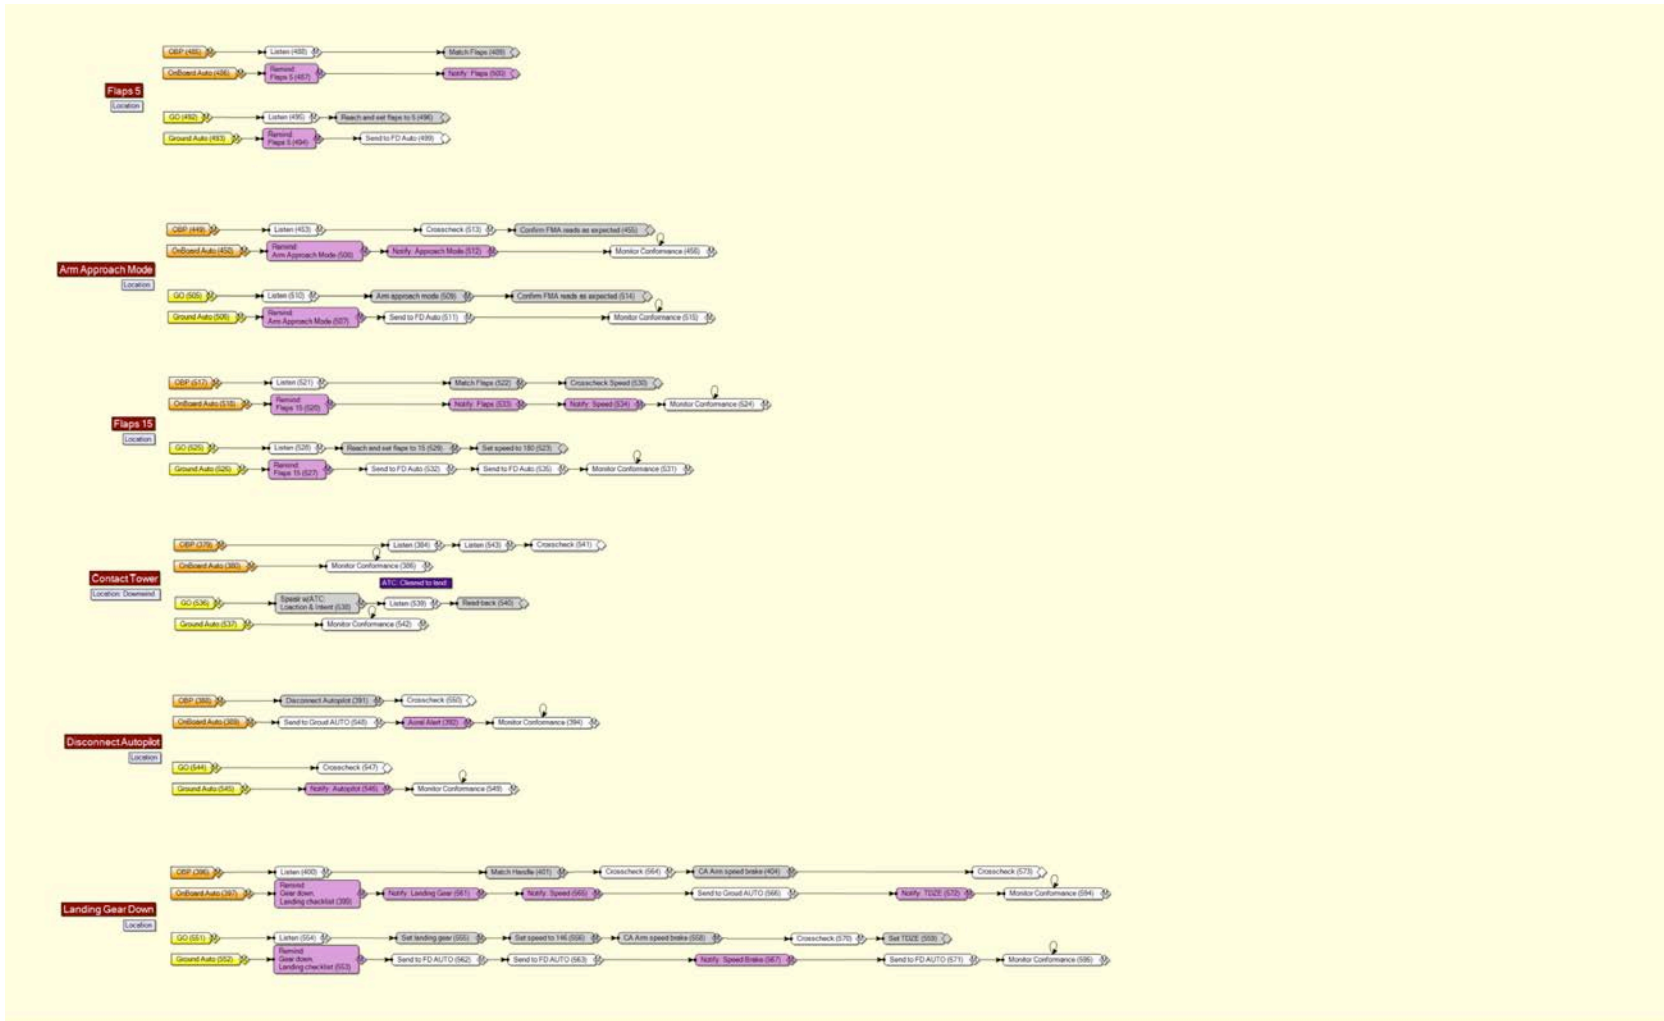 OBP (485) Listen (488) Match Flaps (489)
OnBoard Auto (486) Remind:
Flaps 5 (487) Notify: Flaps (500)
Flaps 5
Location
GO (492) Listen (495) Reach and set flaps to 5 (496)
Ground Auto (493) Remind:
Flaps 5 (494) Send to FD Auto (499)
OBP (449) Listen (453) Crosscheck (513) Confirm FMA reads as expected (455)
OnBoard Auto (450) Remind:
Arm Approach Mode (508) Notify: Approach Mode (512) Monitor Conformance (456)
Arm Approach Mode
Location
GO (505) Listen (510) Arm approach mode (509) Confirm FMA reads as expected (514)
Ground Auto (506) Remind:
Arm Approach Mode (507) Send to FD Auto (511) Monitor Conformance (515)
OBP (517) Listen (521) Match Flaps (522) Crosscheck Speed (530)
OnBoard Auto (518) Remind:
Flaps 15 (520) Notify: Flaps (533) Notify: Speed (534) Monitor Conformance (524)
Flaps 15
Location
GO (525) Listen (528) Reach and set flaps to 15 (529) Set speed to 180 (523)
Ground Auto (526) Remind:
Flaps 15 (527) Send to FD Auto (532) Send to FD Auto (535) Monitor Conformance (531)
OBP (379) Listen (384) Listen (543) Crosscheck (541)
OnBoard Auto (380) Monitor Conformance (386)
Contact Tower
ATC: Cleared to land
Location: Downwind
GO (536) Speak w/ATC:
Loaction & Intent (538) Listen (539) Read-back (540)
Ground Auto (537) Monitor Conformance (542)
OBP (388) Disconnect Autopilot (391) Crosscheck (550)
OnBoard Auto (389) Send to Groud AUTO (548) Aural Alert (392) Monitor Conformance (394)
Disconnect Autopilot
Location
GO (544) Crosscheck (547)
Ground Auto (545) Notify: Autopilot (546) Monitor Conformance (549)
OBP (396) Listen (400) Match Handle (401) Crosscheck (564) CA Arm speed brake (404) Crosscheck (573)
OnBoard Auto (397) Remind:
Gear down,
Landing checklist (399) Notify: Landing Gear (561) Notify: Speed (565) Send to Groud AUTO (566) Notify: TDZE (572) Monitor Conformance (594)
Landing Gear Down
Location
GO (551) Listen (554) Set landing gear (555) Set speed to 146 (556) CA Arm speed brake (558) Crosscheck (570) Set TDZE (559)
Ground Auto (552) Remind:
Gear down,
Landing checklist (553) Send to FD AUTO (562) Send to FD AUTO (563) Notify: Speed Brake (567) Send to FD AUTO (571) Monitor Conformance (595)